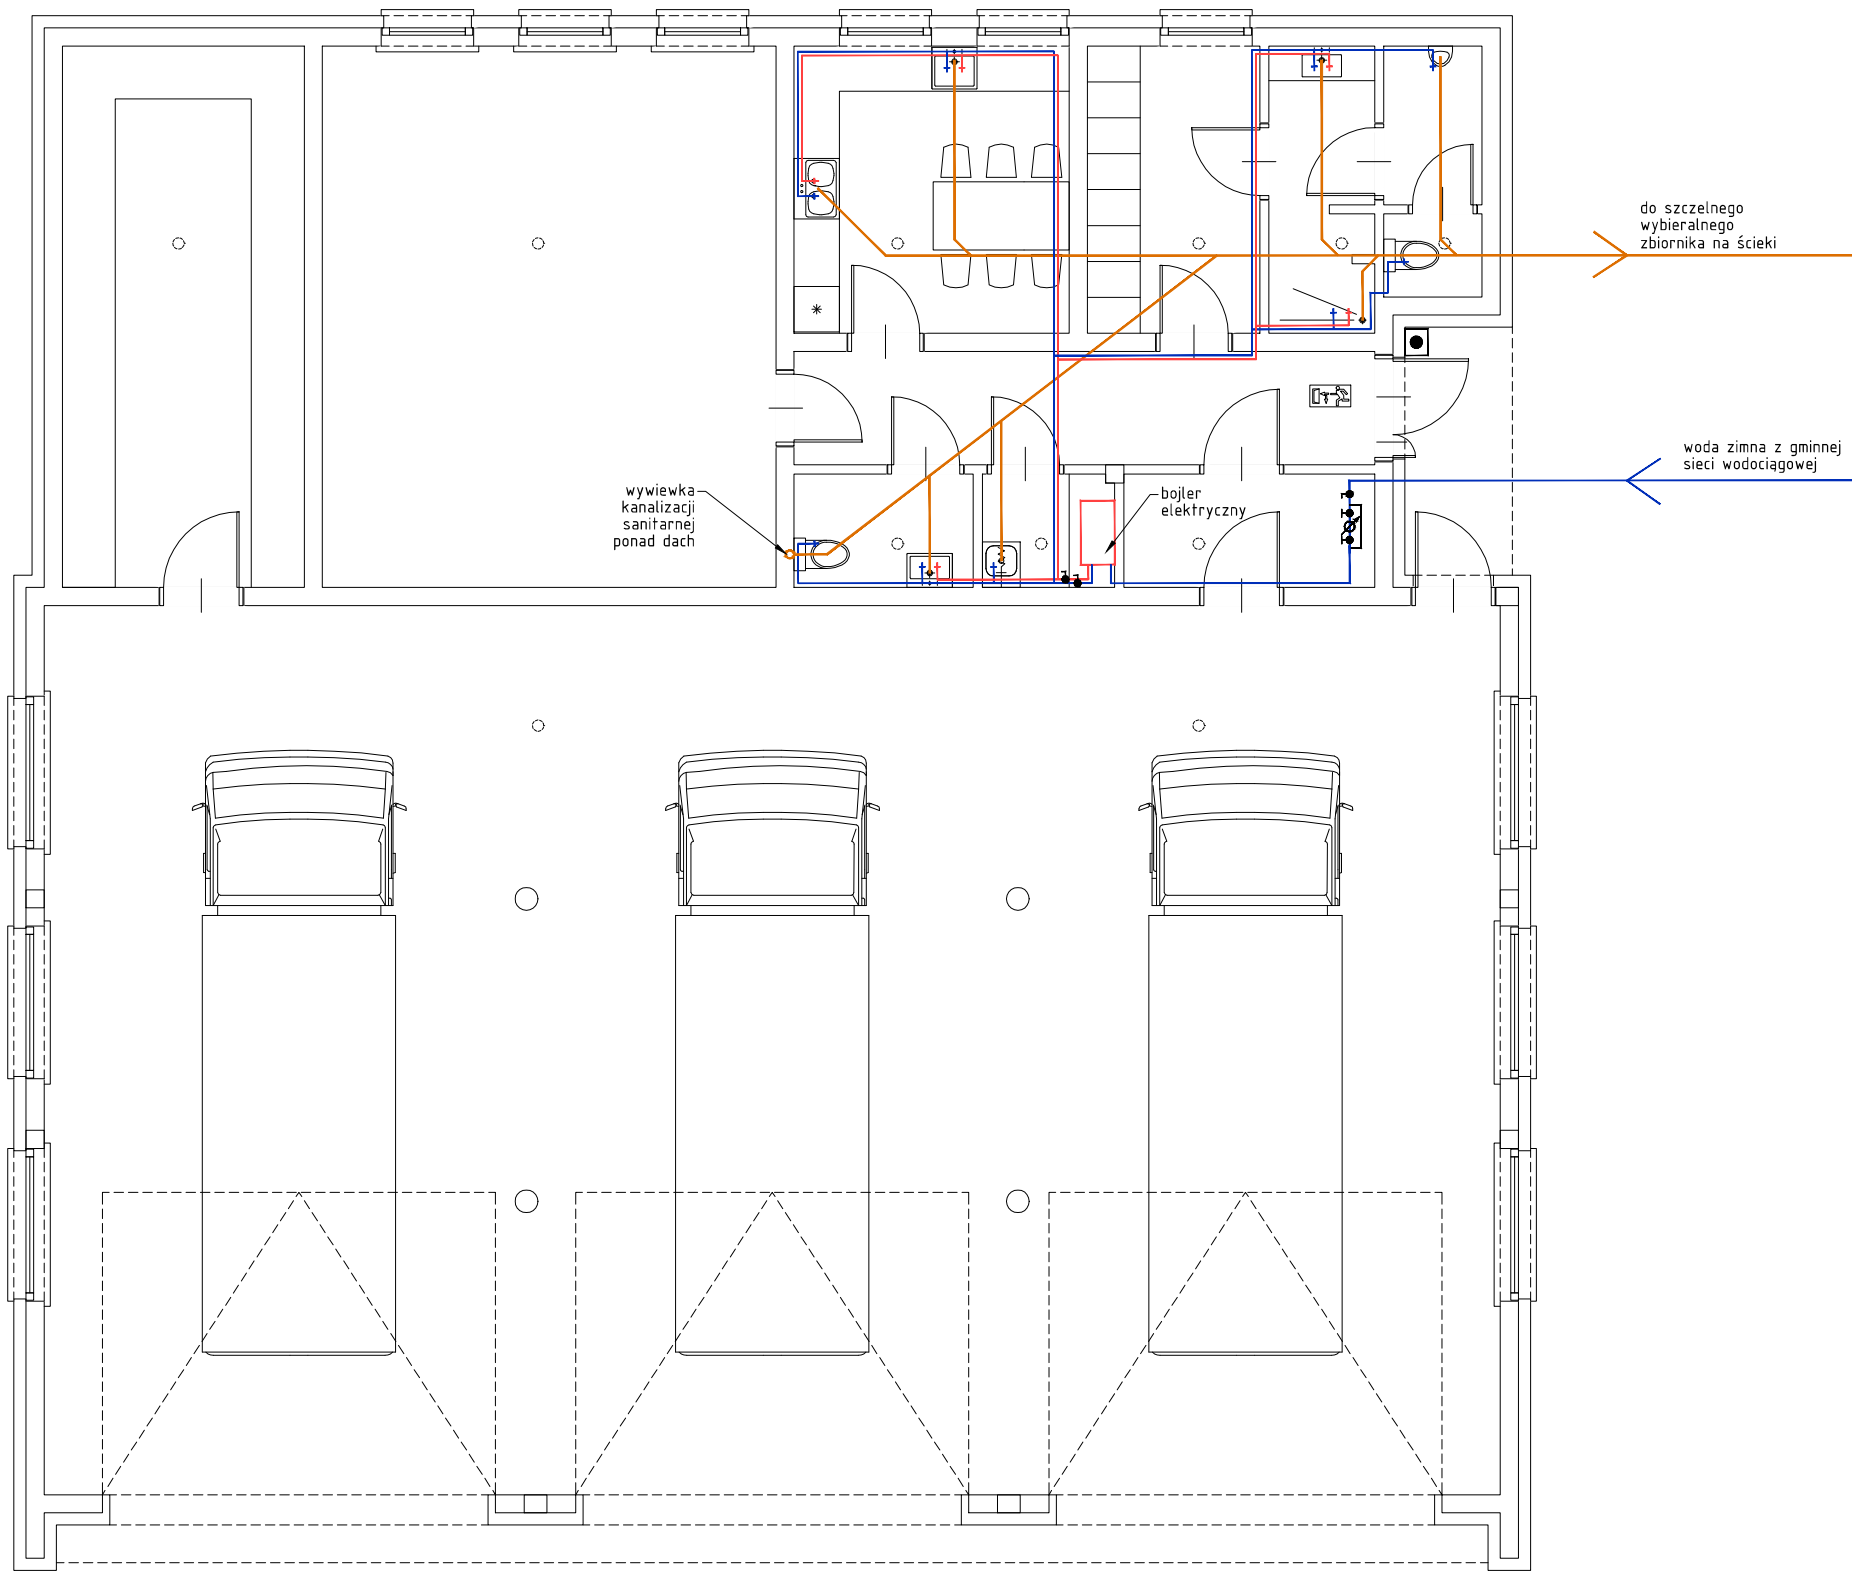 do szczelnego
wybieralnego
zbiornika na ścieki
woda zimna z gminnej
sieci wodociągowej
wywiewka
kanalizacji
sanitarnej
ponad dach
bojler
elektryczny